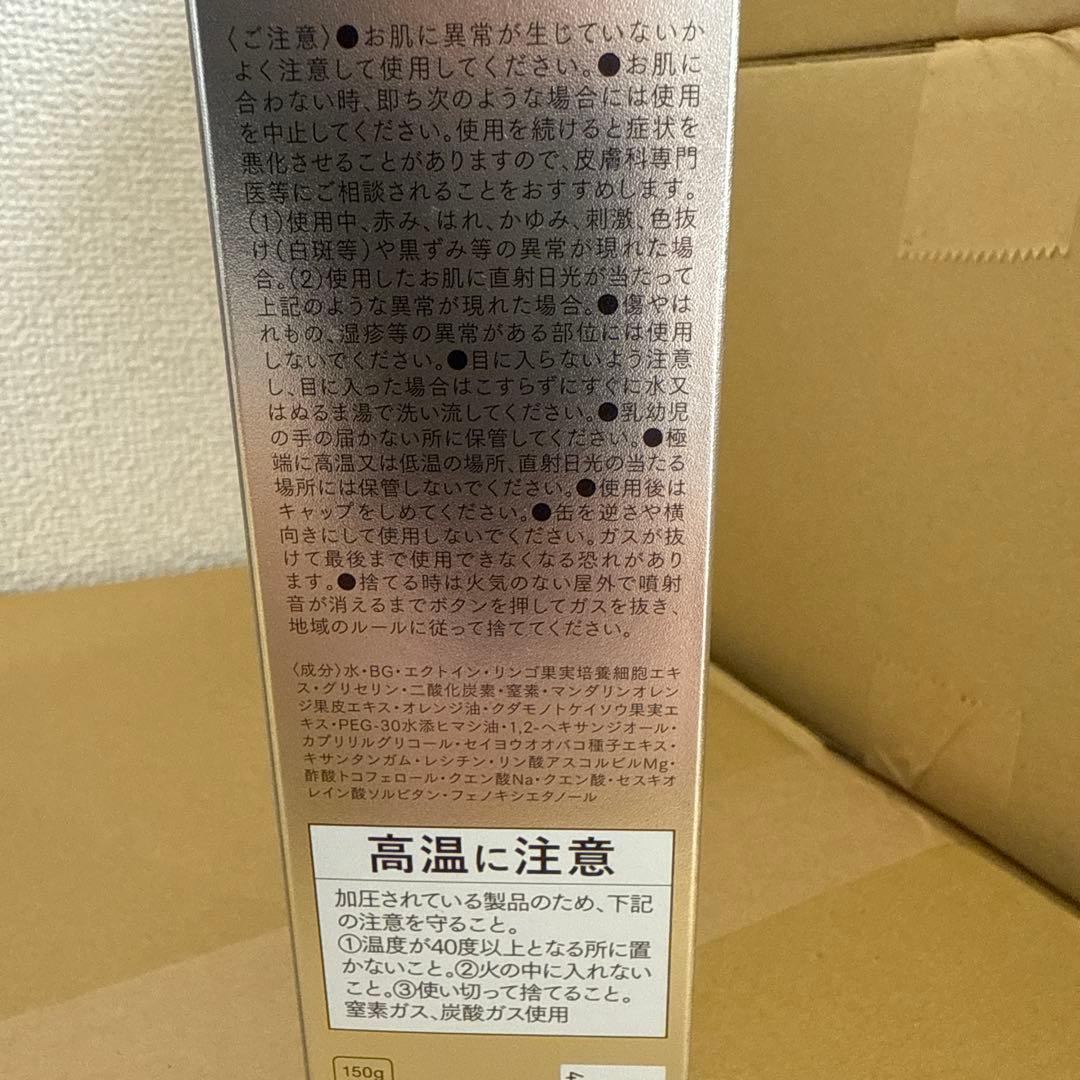 〈ご注意〉●お肌に異常が生じていないか
よく注意して使用してください。●お肌に
合わない時、即ち次のような場合には使用
を中止してください。使用を続けると症状を
悪化させることがありますので、皮膚科専門
医等にご相談されることをおすすめします。
(1)使用中、赤み、はれ、かゆみ、刺激、色抜
け(白斑等)や黒ずみ等の異常が現れた場
合。(2)使用したお肌に直射日光が当たって
上記のような異常が現れた場合。●傷やは
れもの、湿疹等の異常がある部位には使用
しないでください。●目に入らないよう注意
し、目に入った場合はこすらずにすぐに水又
はぬるま湯で洗い流してください。●乳幼児
の手の届かない所に保管してください。●極
端に高温又は低温の場所、直射日光の当たる
場所には保管しないでください。●使用後は
キャップをしめてください。●缶を逆さや横
向きにして使用しないでください。ガスが抜
けて最後まで使用できなくなる恐れがあり
ます。●捨てる時は火気のない屋外で噴射
音が消えるまでボタンを押してガスを抜き、
地域のルールに従って捨ててください。
〈成分〉水・BG・エクトイン・リンゴ果実培養細胞エキ
ス・グリセリン・二酸化炭素・窒素・マンダリンオレン
ジ果皮エキス・オレンジ油・クダモノトケイソウ果実エ
キス・PEG-30水添ヒマシ油・1,2-ヘキサンジオール・
カプリリルグリコール・セイヨウオオバコ種子エキス・
キサンタンガム・レシチン・リン酸アスコルビルMg・
酢酸トコフェロール・クエン酸Na・クエン酸・セスキオ
レイン酸ソルビタン・フェノキシエタノール
高温に注意
加圧されている製品のため、下記
の注意を守ること。
①温度が40度以上となる所に置
かないこと。②火の中に入れない
こと。③使い切って捨てること。
窒素ガス、炭酸ガス使用
150g